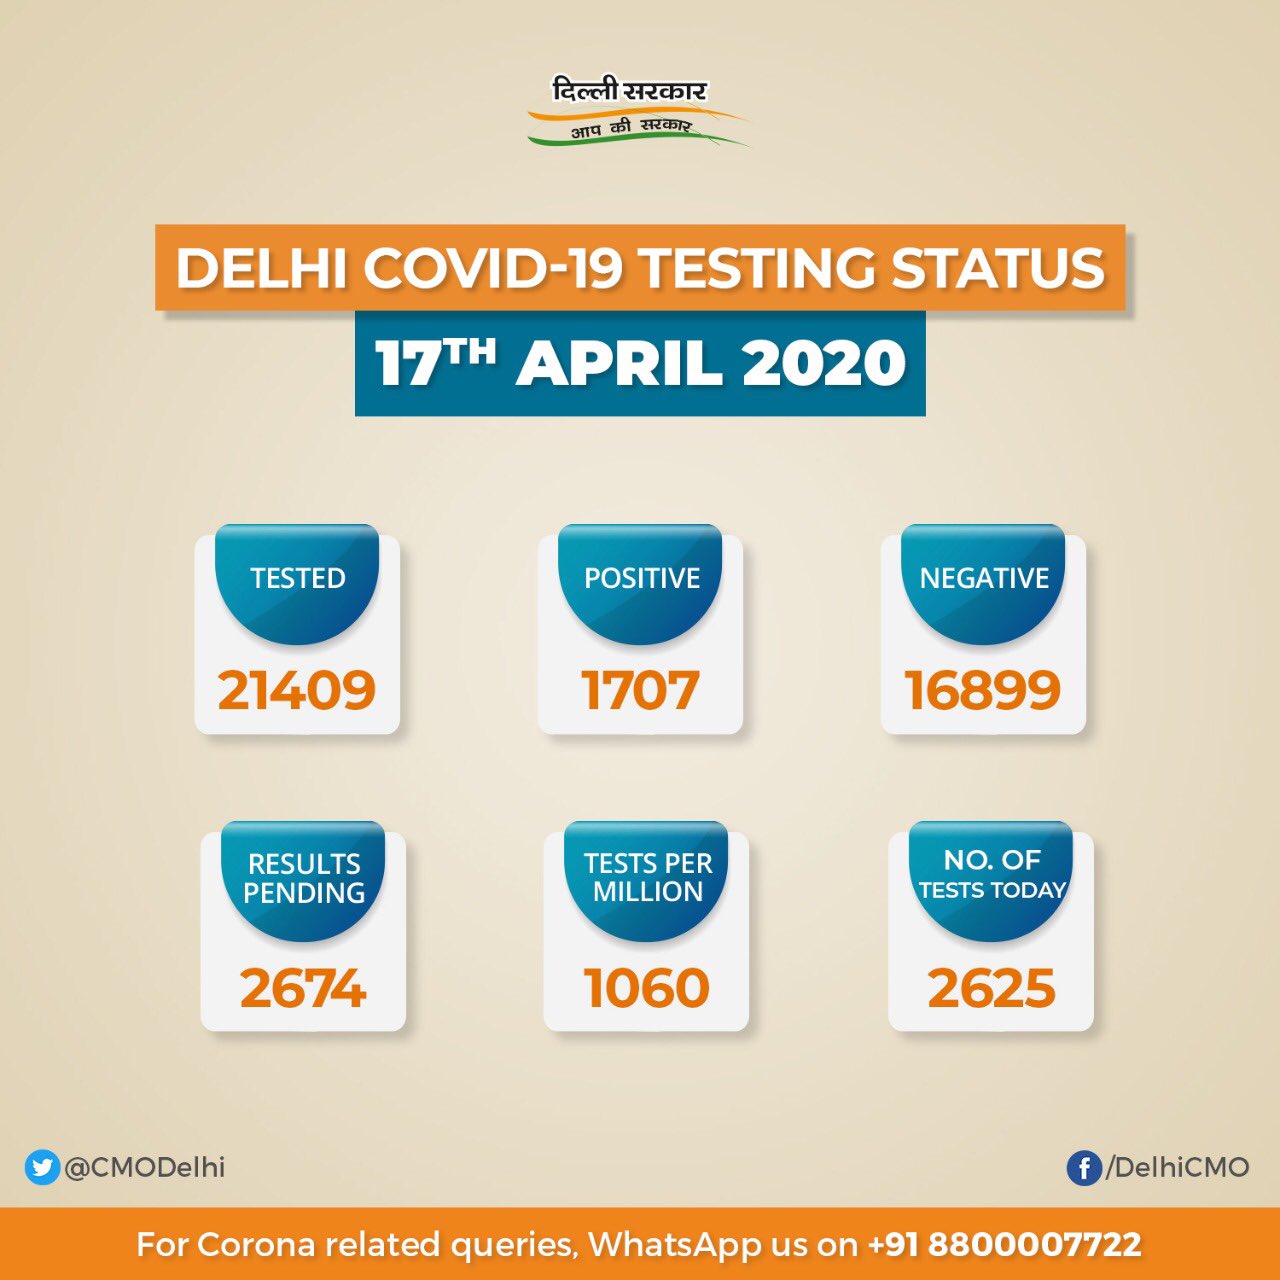 दिल्ली सरकार
आप की सरकार
DELHI COVID-19 TESTING STATUS
17TH APRIL 2020
TESTED
21409
POSITIVE
1707
NEGATIVE
16899
RESULTS
PENDING
2674
TESTS PER
MILLION
1060
NO. OF
TESTS TODAY
2625
@CMODelhi
/DelhiCMO
For Corona related queries, WhatsApp us on +91 8800007722